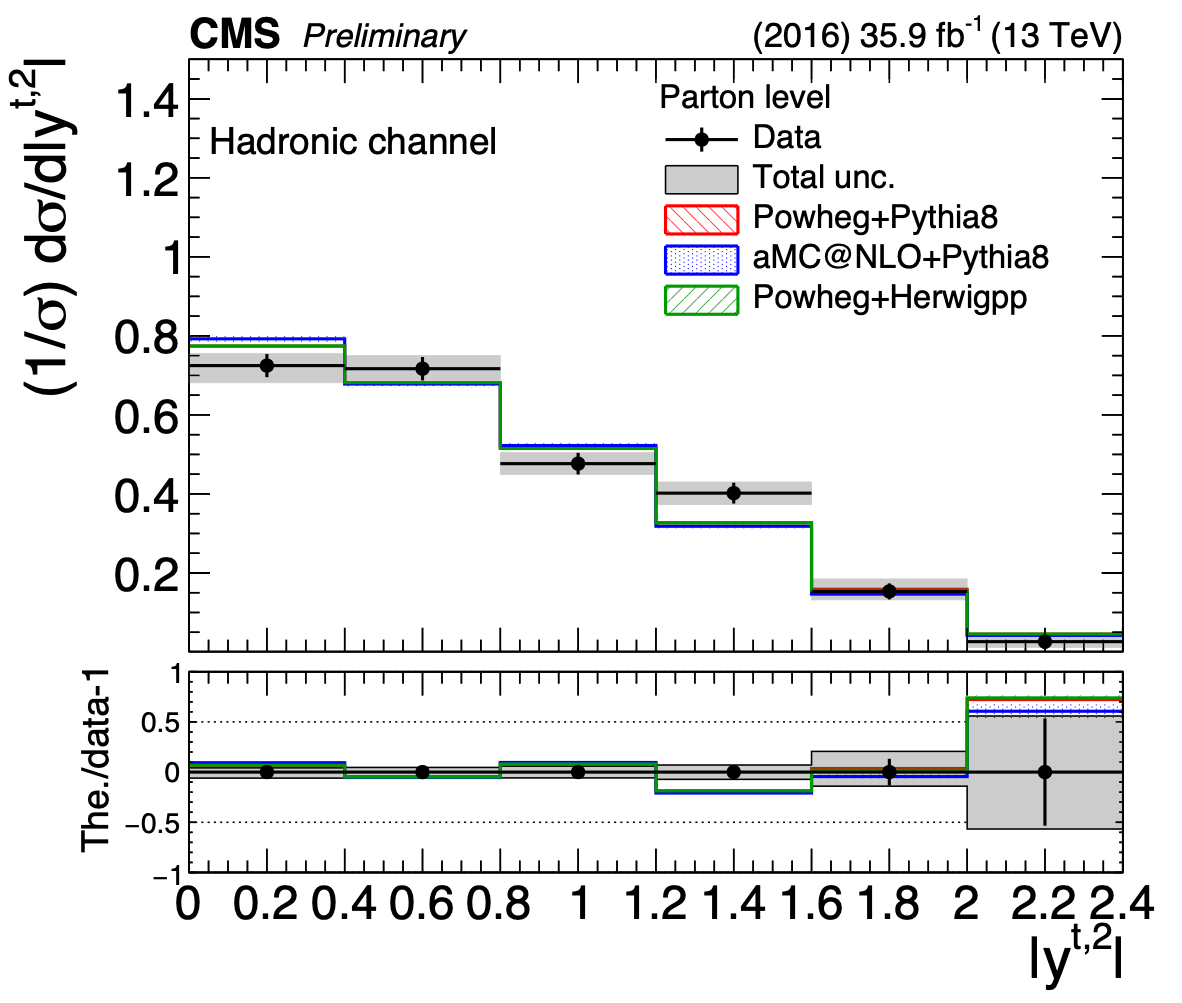 CMS Preliminary (2016) 35.9 fb⁻¹ (13 TeV)
(1/σ) dσ/d|y^{t,2}|
Hadronic channel
Parton level
Data
Total unc.
Powheg+Pythia8
aMC@NLO+Pythia8
Powheg+Herwigpp
1.4
1.2
1
0.8
0.6
0.4
0.2
The./data-1
1
0.5
0
−0.5
−1
0 0.2 0.4 0.6 0.8 1 1.2 1.4 1.6 1.8 2 2.2 2.4
|y^{t,2}|